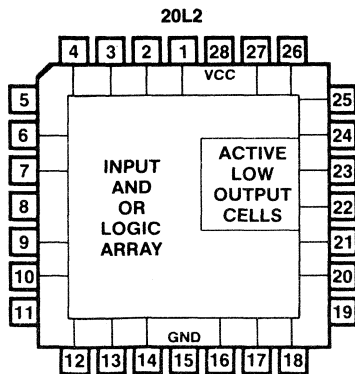 20L2
4 3 2 1 28 27 26
VCC
5 25
6 24
7 23
8 22
9 21
10 20
11 19
INPUT
AND
OR
LOGIC
ARRAY
ACTIVE
LOW
OUTPUT
CELLS
GND
12 13 14 15 16 17 18